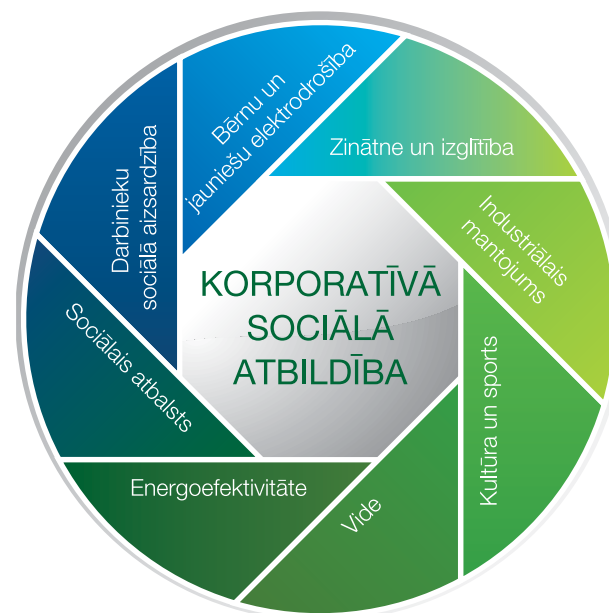 KORPORATĪVĀ
SOCIĀLĀ
ATBILDĪBA
Bērnu un
jauniešu elektrodrošība
Zinātne un izglītība
Industriālais
mantojums
Kultūra un sports
Vide
Energoefektivitāte
Sociālais atbalsts
Darbinieku
sociālā aizsardzība